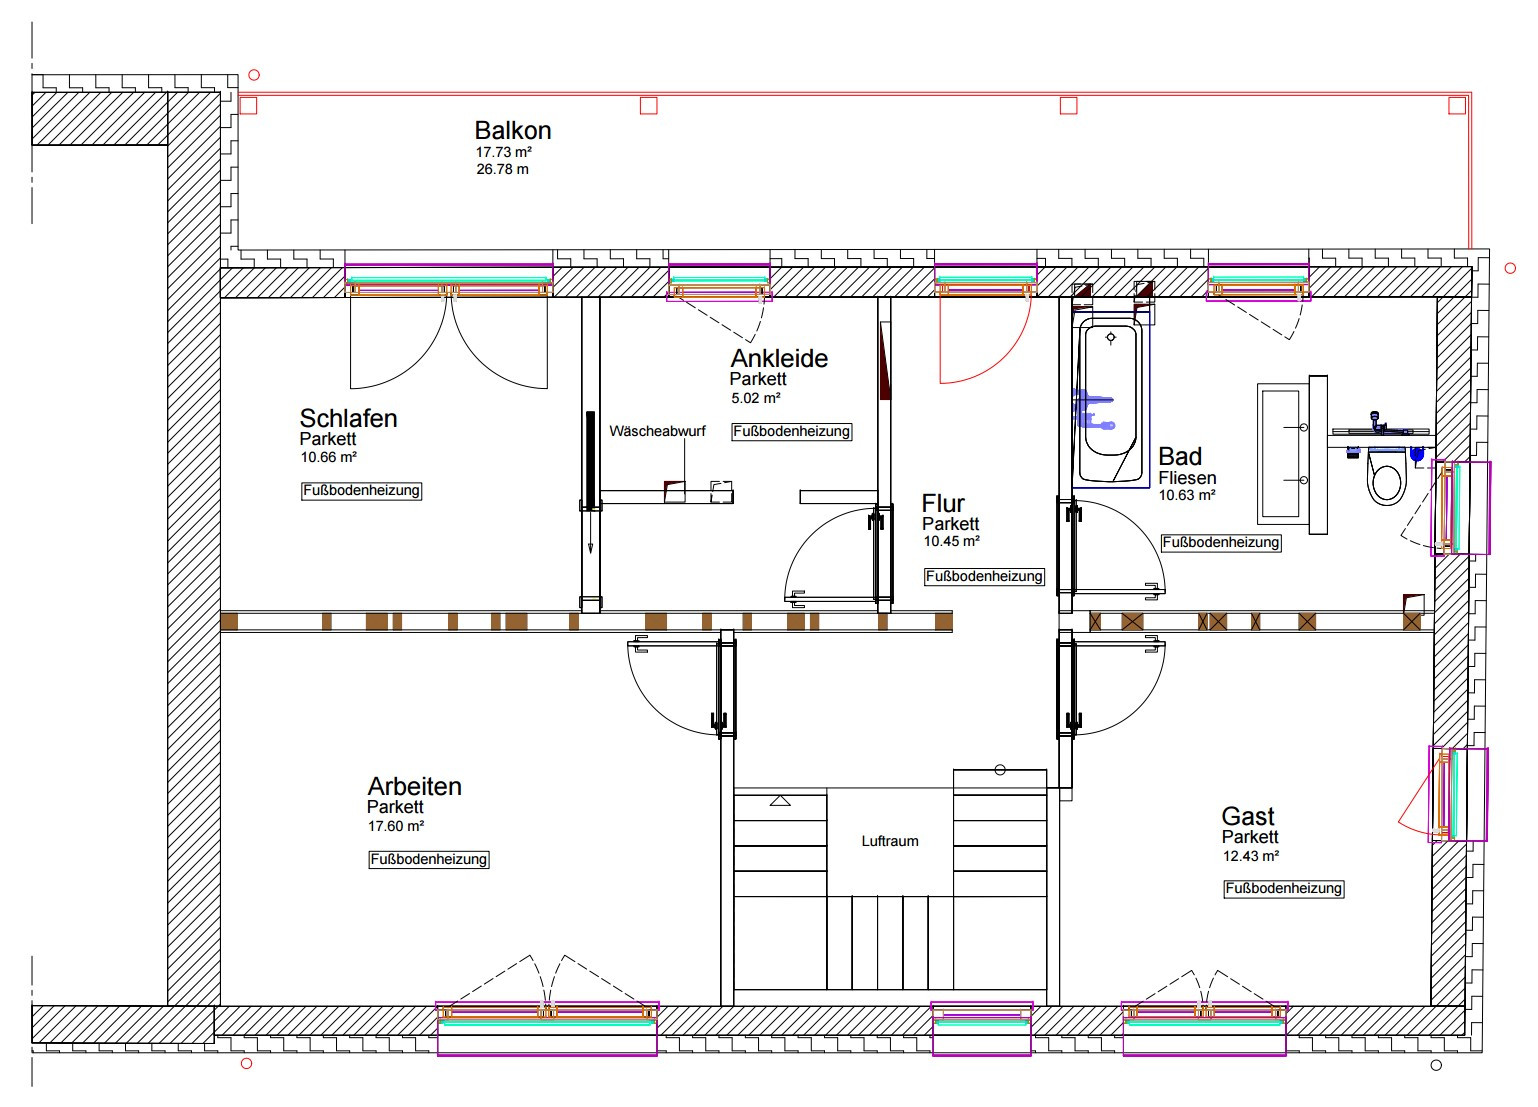 Balkon
17.73 m²
26.78 m
Ankleide
Parkett
5.02 m²
Fußbodenheizung
Schlafen
Parkett
10.66 m²
Fußbodenheizung
Wäscheabwurf
Bad
Fliesen
10.63 m²
Fußbodenheizung
Flur
Parkett
10.45 m²
Fußbodenheizung
Arbeiten
Parkett
17.60 m²
Fußbodenheizung
Luftraum
Gast
Parkett
12.43 m²
Fußbodenheizung